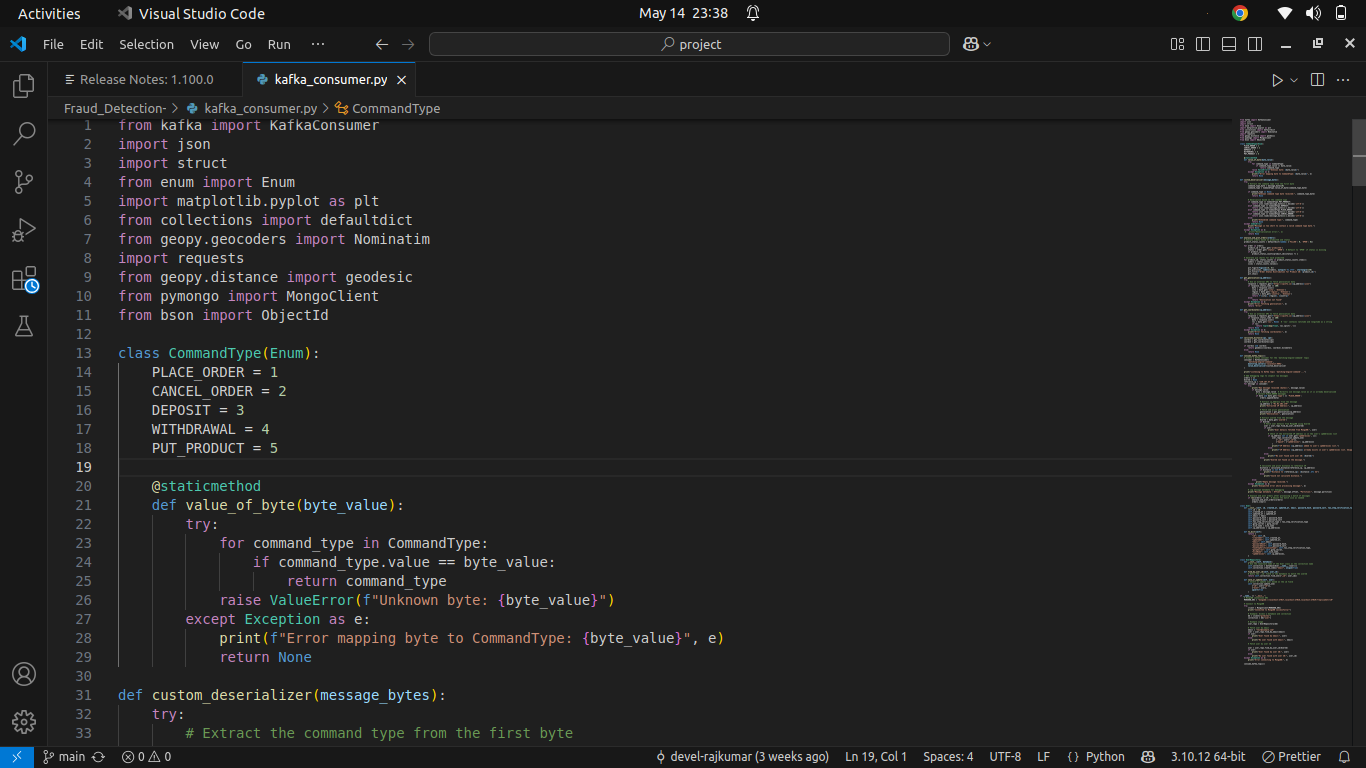 Activities Visual Studio Code May 14 23:38
File Edit Selection View Go Run ··· project
Release Notes: 1.100.0 kafka_consumer.py
Fraud_Detection- > kafka_consumer.py > CommandType
1 from kafka import KafkaConsumer
2 import json
3 import struct
4 from enum import Enum
5 import matplotlib.pyplot as plt
6 from collections import defaultdict
7 from geopy.geocoders import Nominatim
8 import requests
9 from geopy.distance import geodesic
10 from pymongo import MongoClient
11 from bson import ObjectId
12
13 class CommandType(Enum):
14     PLACE_ORDER = 1
15     CANCEL_ORDER = 2
16     DEPOSIT = 3
17     WITHDRAWAL = 4
18     PUT_PRODUCT = 5
19
20     @staticmethod
21     def value_of_byte(byte_value):
22         try:
23             for command_type in CommandType:
24                 if command_type.value == byte_value:
25                     return command_type
26             raise ValueError(f"Unknown byte: {byte_value}")
27         except Exception as e:
28             print(f"Error mapping byte to CommandType: {byte_value}", e)
29             return None
30
31 def custom_deserializer(message_bytes):
32     try:
33         # Extract the command type from the first byte
main 0 0 devel-rajkumar (3 weeks ago) Ln 19, Col 1 Spaces: 4 UTF-8 LF { } Python 3.10.12 64-bit Prettier